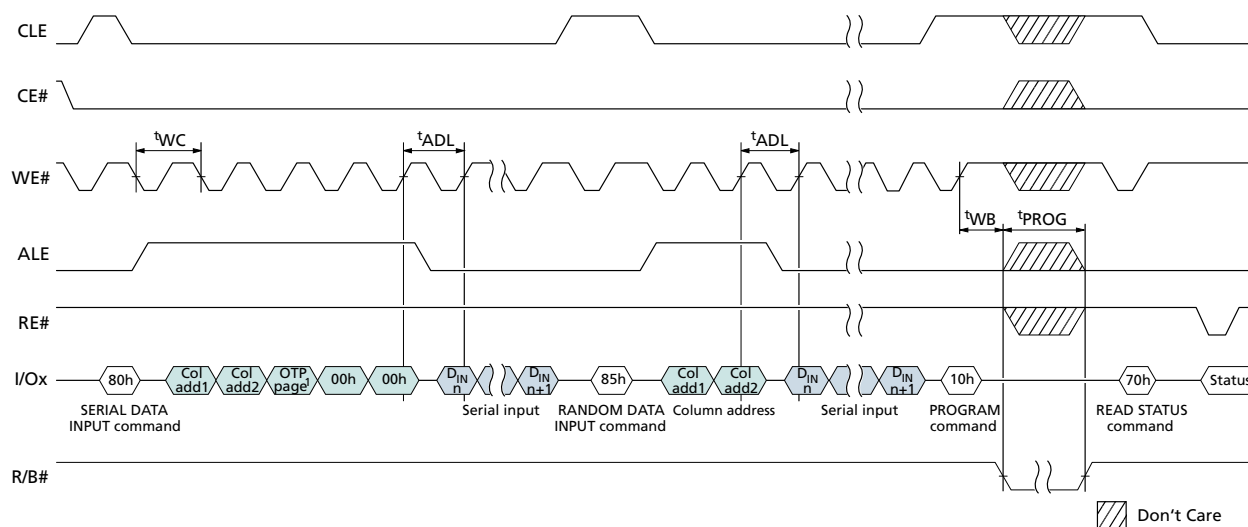 CLE
CE#
tWC
tADL
tADL
WE#
tWB
tPROG
ALE
RE#
I/Ox
80h
Col add1
Col add2
OTP page1
00h
00h
DIN n
DIN n+1
85h
Col add1
Col add2
DIN n
DIN n+1
10h
70h
Status
SERIAL DATA
INPUT command
Serial input
RANDOM DATA
INPUT command
Column address
Serial input
PROGRAM
command
READ STATUS
command
R/B#
Don't Care